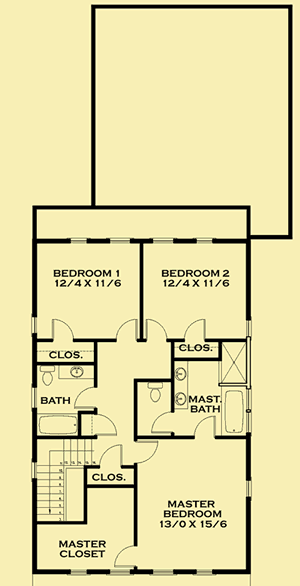 BEDROOM 1
12/4 X 11/6
BEDROOM 2
12/4 X 11/6
CLOS.
CLOS.
BATH
MAST.
BATH
CLOS.
MASTER
BEDROOM
13/0 X 15/6
MASTER
CLOSET